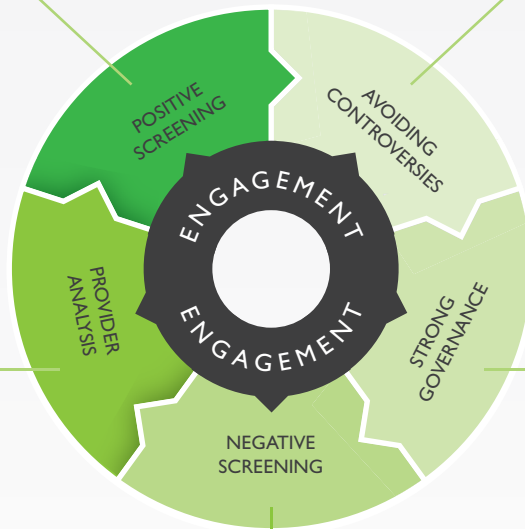 POSITIVE
SCREENING
AVOIDING
CONTROVERSIES
ENGAGEMENT
PROVIDER
ANALYSIS
STRONG
GOVERNANCE
ENGAGEMENT
NEGATIVE
SCREENING